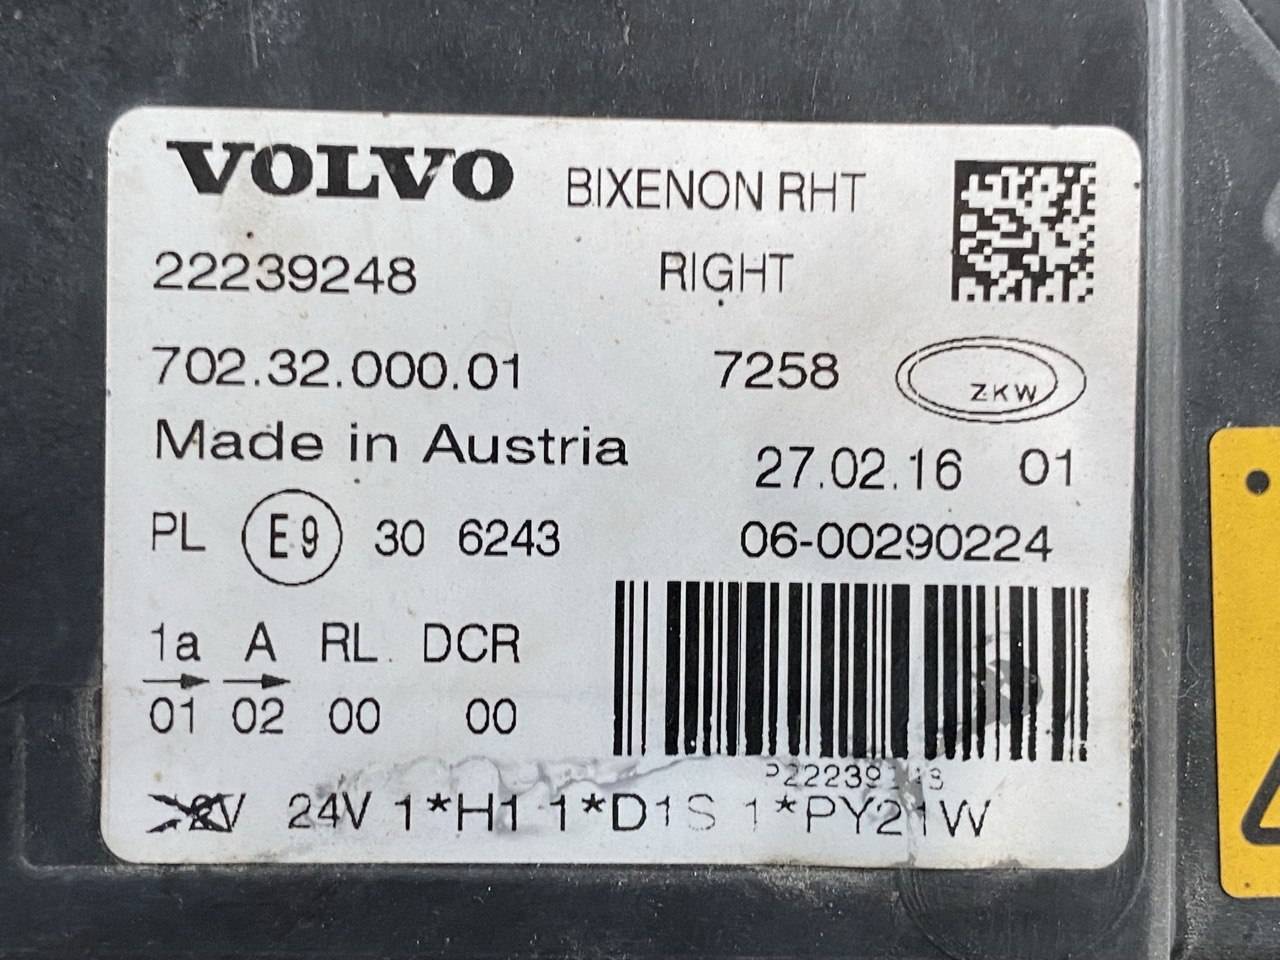 VOLVO BIXENON RHT
22239248 RIGHT
702.32.000.01 7258 ZKW
Made in Austria
27.02.16 01
PL E9 30 6243
06-00290224
1a A RL DCR
01 02 00 00
24V 1*H1 1*D1S 1*PY21W